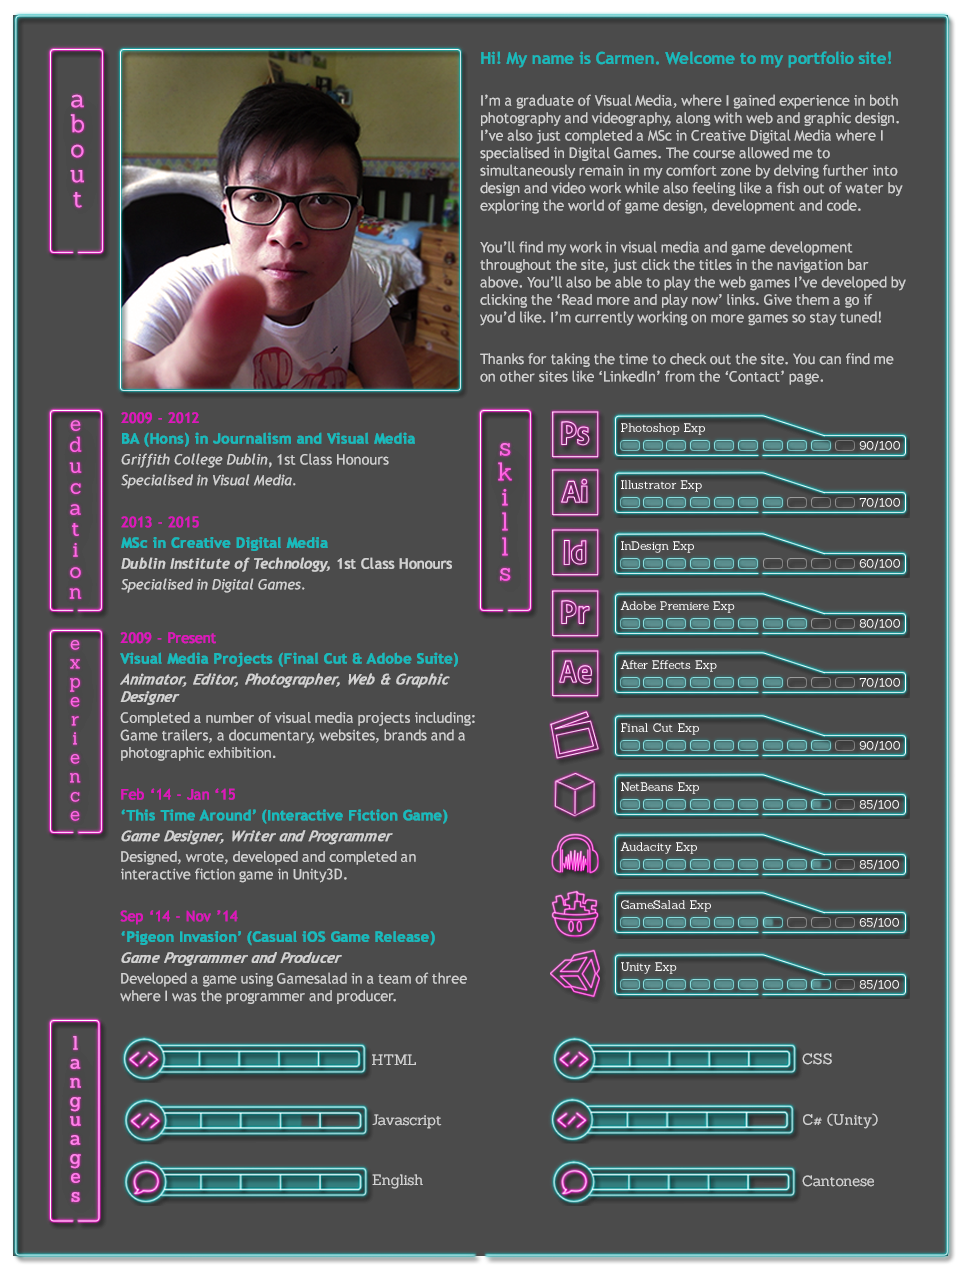 about
Hi! My name is Carmen. Welcome to my portfolio site!
I'm a graduate of Visual Media, where I gained experience in both
photography and videography, along with web and graphic design.
I've also just completed a MSc in Creative Digital Media where I
specialised in Digital Games. The course allowed me to
simultaneously remain in my comfort zone by delving further into
design and video work while also feeling like a fish out of water by
exploring the world of game design, development and code.
You'll find my work in visual media and game development
throughout the site, just click the titles in the navigation bar
above. You'll also be able to play the web games I've developed by
clicking the 'Read more and play now' links. Give them a go if
you'd like. I'm currently working on more games so stay tuned!
Thanks for taking the time to check out the site. You can find me
on other sites like 'LinkedIn' from the 'Contact' page.
education
2009 - 2012
BA (Hons) in Journalism and Visual Media
Griffith College Dublin, 1st Class Honours
Specialised in Visual Media.
2013 - 2015
MSc in Creative Digital Media
Dublin Institute of Technology, 1st Class Honours
Specialised in Digital Games.
experience
2009 - Present
Visual Media Projects (Final Cut & Adobe Suite)
Animator, Editor, Photographer, Web & Graphic
Designer
Completed a number of visual media projects including:
Game trailers, a documentary, websites, brands and a
photographic exhibition.
Feb '14 - Jan '15
'This Time Around' (Interactive Fiction Game)
Game Designer, Writer and Programmer
Designed, wrote, developed and completed an
interactive fiction game in Unity3D.
Sep '14 - Nov '14
'Pigeon Invasion' (Casual iOS Game Release)
Game Programmer and Producer
Developed a game using Gamesalad in a team of three
where I was the programmer and producer.
skills
Ps
Photoshop Exp
90/100
Ai
Illustrator Exp
70/100
Id
InDesign Exp
60/100
Pr
Adobe Premiere Exp
80/100
Ae
After Effects Exp
70/100
Final Cut Exp
90/100
NetBeans Exp
85/100
Audacity Exp
85/100
GameSalad Exp
65/100
Unity Exp
85/100
languages
</> HTML
</> CSS
</> Javascript
</> C# (Unity)
English
Cantonese